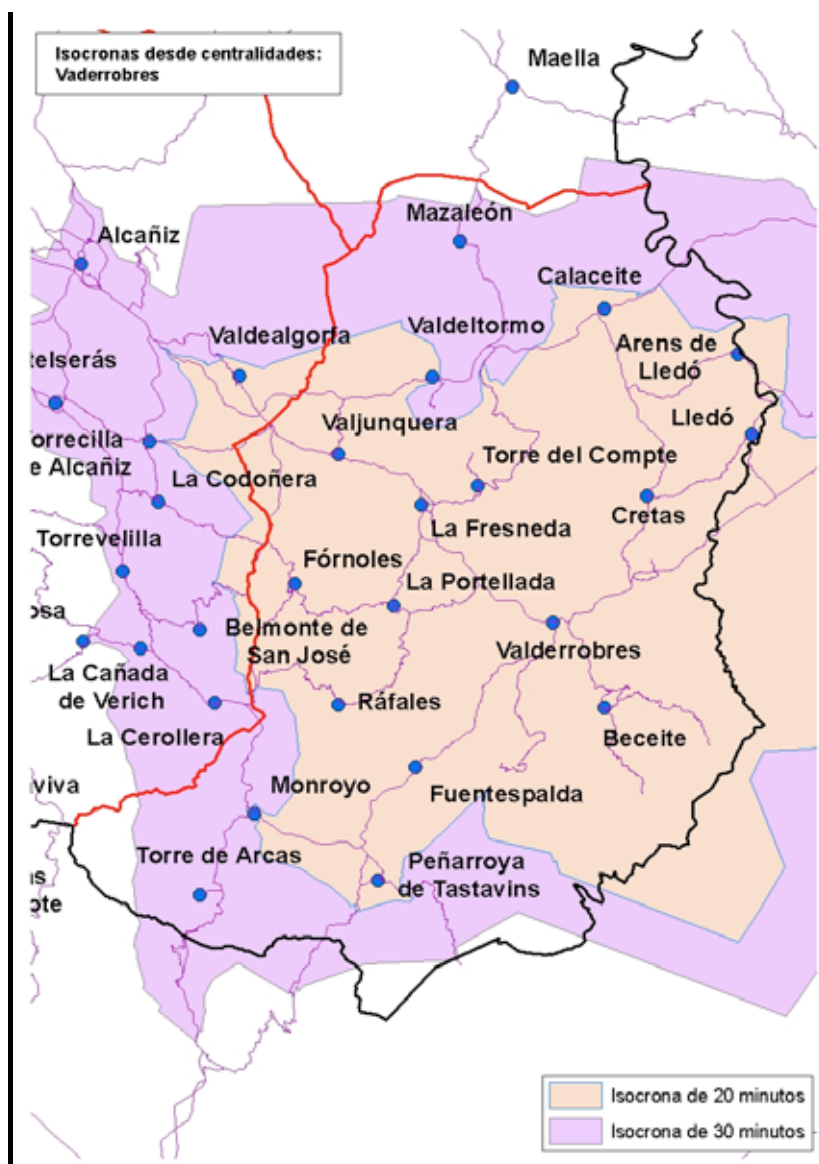 Isocronas desde centralidades:
Vaderrobres
Maella
Alcañiz
Mazaleón
Calaceite
Valdealgorfa
Valdeltormo
telserás
Arens de
Lledó
Valjunquera
Lledó
Torrecilla
e Alcañiz
Torre del Compte
La Codoñera
Cretas
La Fresneda
Torrevelilla
Fórnoles
La Portellada
osa
Belmonte de
San José
Valderrobres
La Cañada
de Verich
Ráfales
La Cerollera
Beceite
viva
Monroyo
Fuentespalda
Torre de Arcas
Peñarroya
de Tastavins
as
ote
Isocrona de 20 minutos
Isocrona de 30 minutos